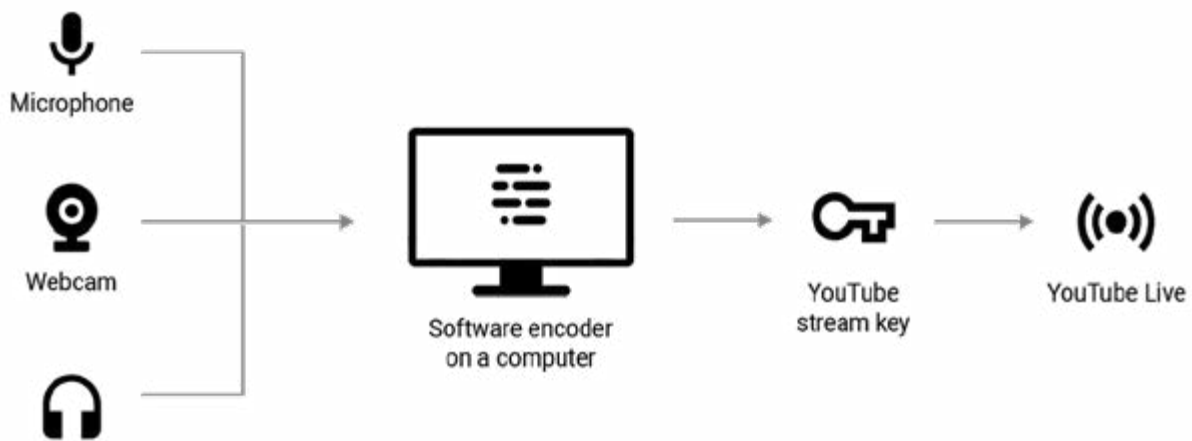 Microphone
Webcam
Software encoder
on a computer
YouTube
stream key
YouTube Live